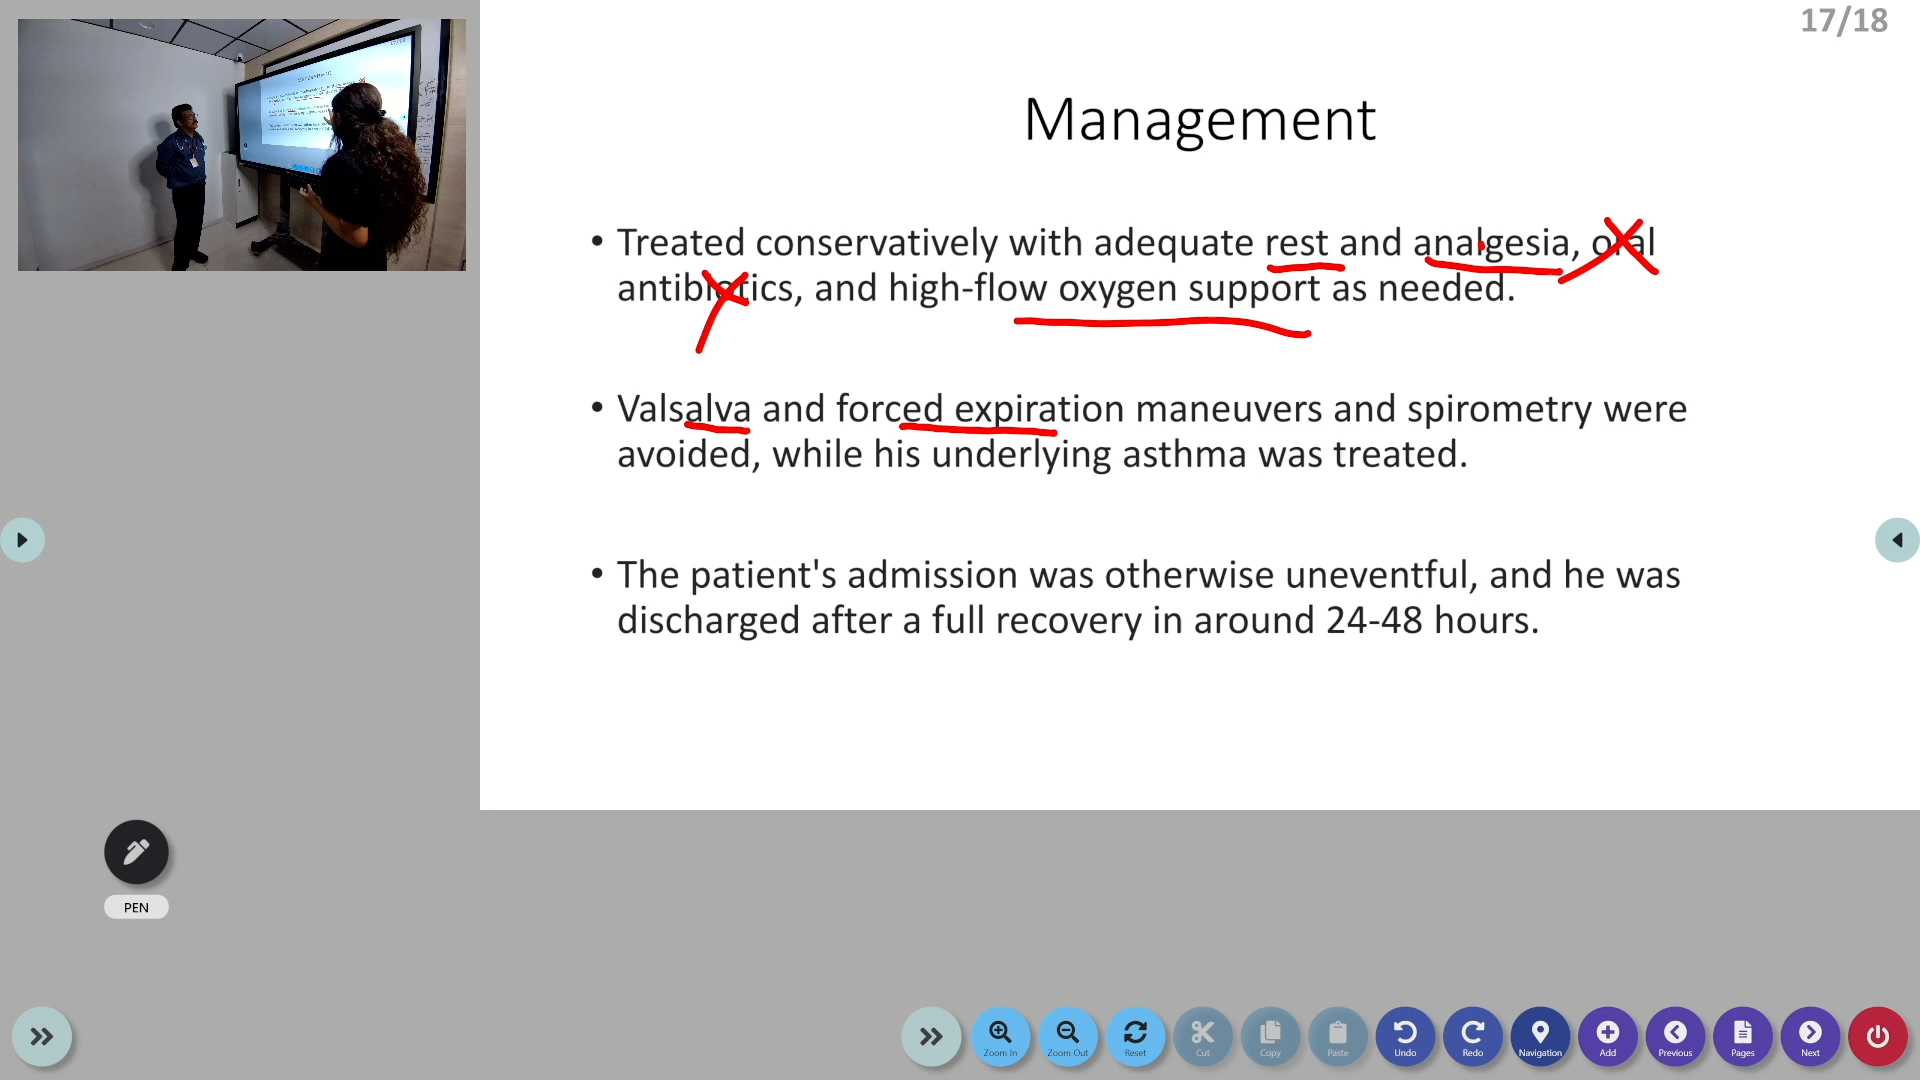 17/18
Management
• Treated conservatively with adequate rest and analgesia, oral
antibiotics, and high-flow oxygen support as needed.
• Valsalva and forced expiration maneuvers and spirometry were
avoided, while his underlying asthma was treated.
• The patient's admission was otherwise uneventful, and he was
discharged after a full recovery in around 24-48 hours.
PEN
Zoom In Zoom Out Reset Cut Copy Paste Undo Redo Navigation Add Previous Pages Next